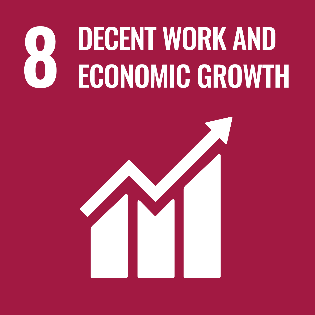 8
DECENT WORK AND
ECONOMIC GROWTH